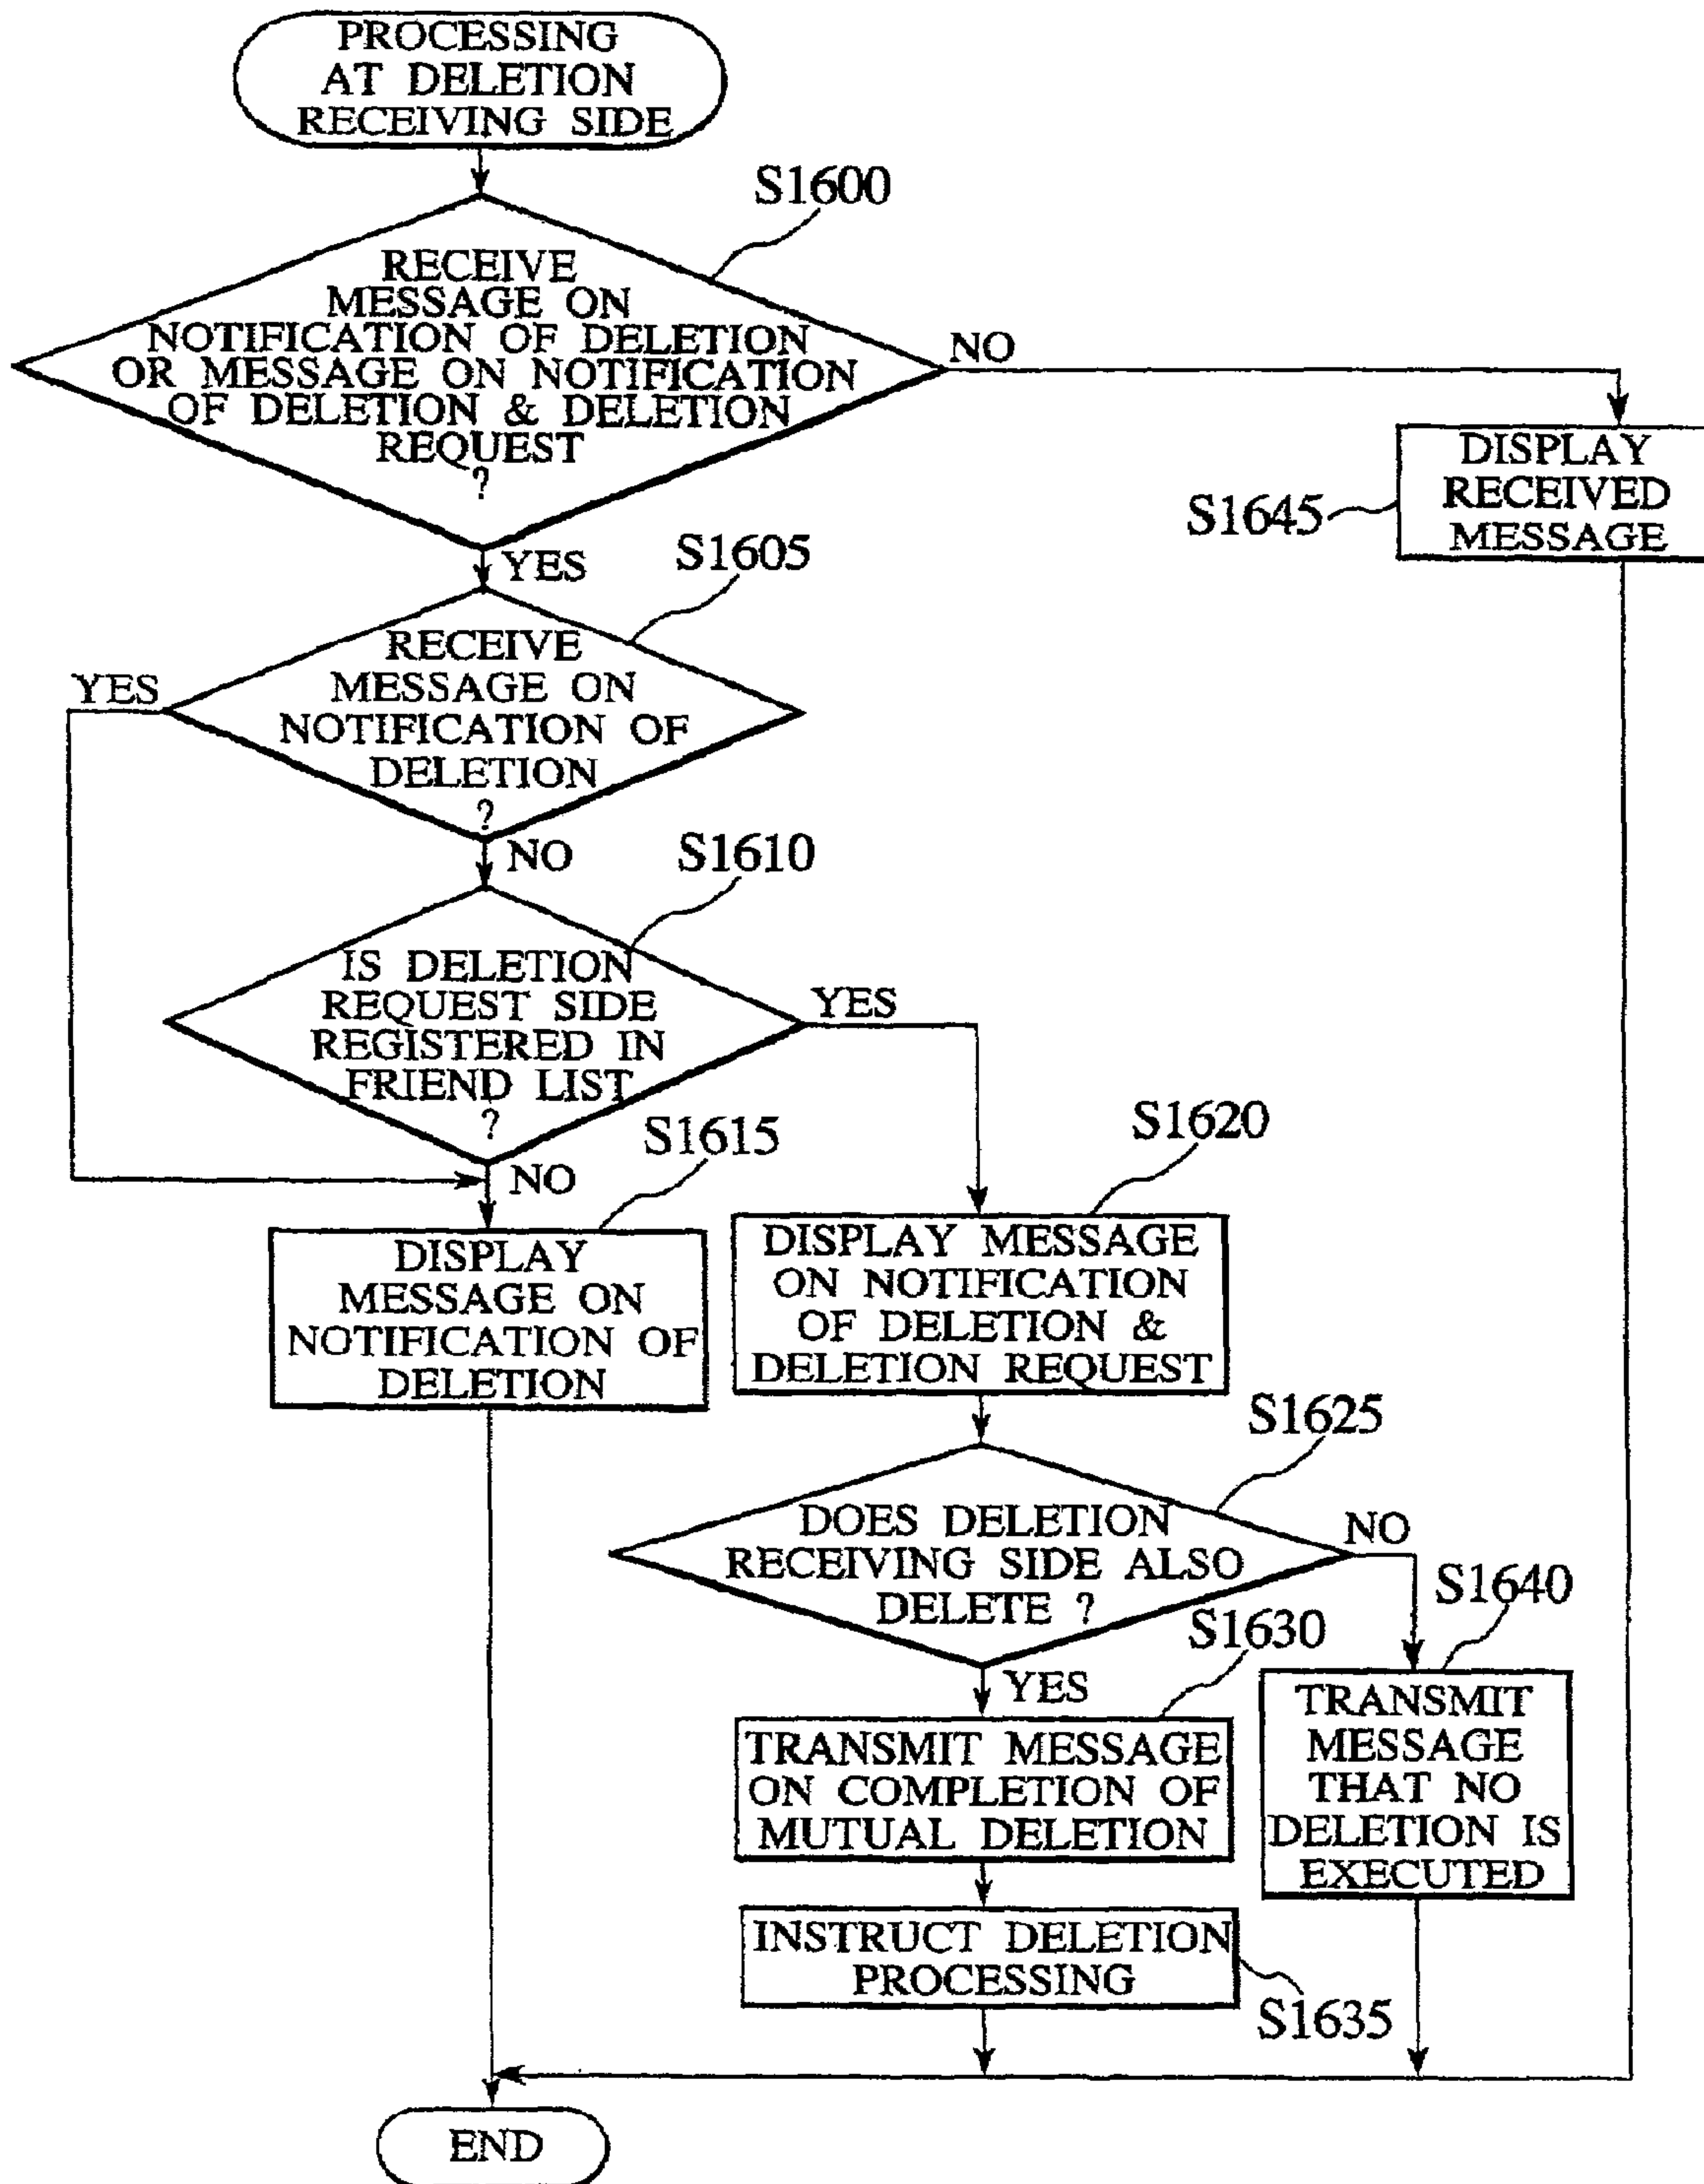 PROCESSING
AT DELETION
RECEIVING SIDE
S1600
RECEIVE
MESSAGE ON
NOTIFICATION OF DELETION
OR MESSAGE ON NOTIFICATION
OF DELETION & DELETION
REQUEST
?
NO
DISPLAY
RECEIVED
MESSAGE
S1645
YES
S1605
RECEIVE
MESSAGE ON
NOTIFICATION OF
DELETION
?
YES
NO
S1610
IS DELETION
REQUEST SIDE
REGISTERED IN
FRIEND LIST
?
YES
NO
S1615
DISPLAY
MESSAGE ON
NOTIFICATION OF
DELETION
S1620
DISPLAY MESSAGE
ON NOTIFICATION
OF DELETION &
DELETION REQUEST
S1625
DOES DELETION
RECEIVING SIDE ALSO
DELETE ?
NO
S1640
TRANSMIT
MESSAGE
THAT NO
DELETION IS
EXECUTED
YES
S1630
TRANSMIT MESSAGE
ON COMPLETION OF
MUTUAL DELETION
INSTRUCT DELETION
PROCESSING
S1635
END